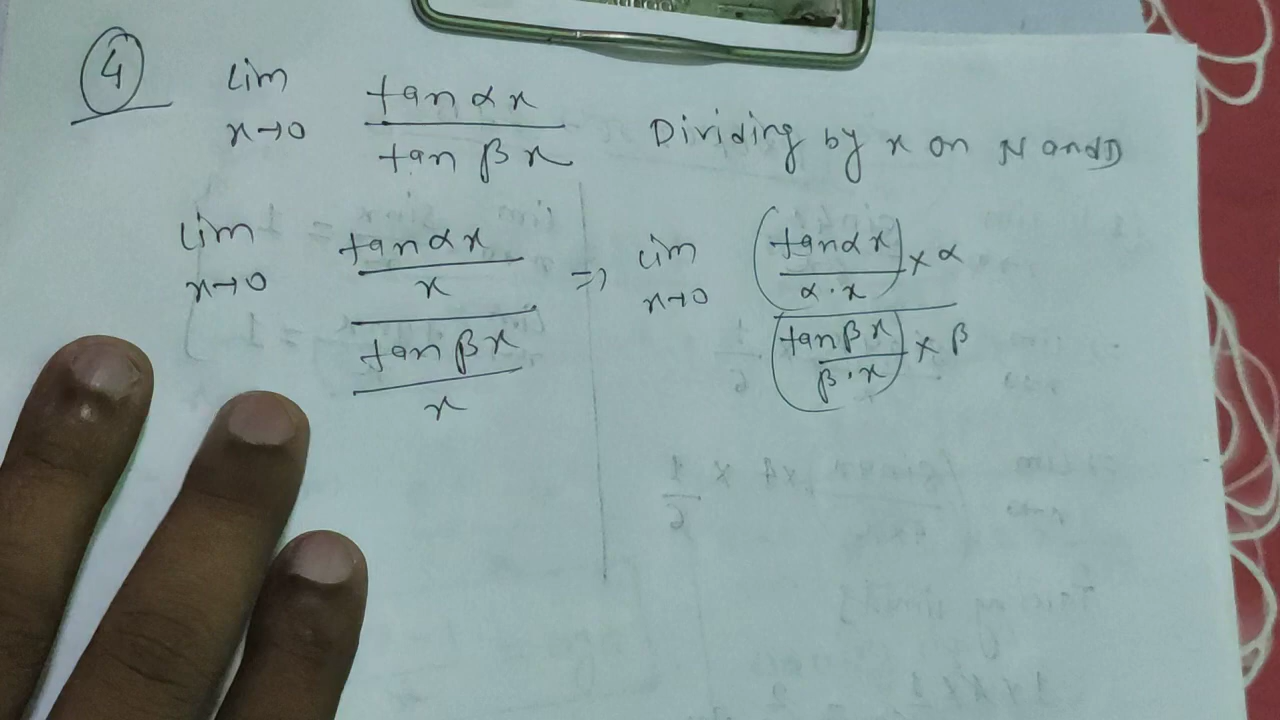 4
lim x→0 tan αx / tan βx Dividing by x on N and D
lim x→0 (tan αx / x) / (tan βx / x) => lim x→0 ((tan αx / α·x) × α) / ((tan βx / β·x) × β)